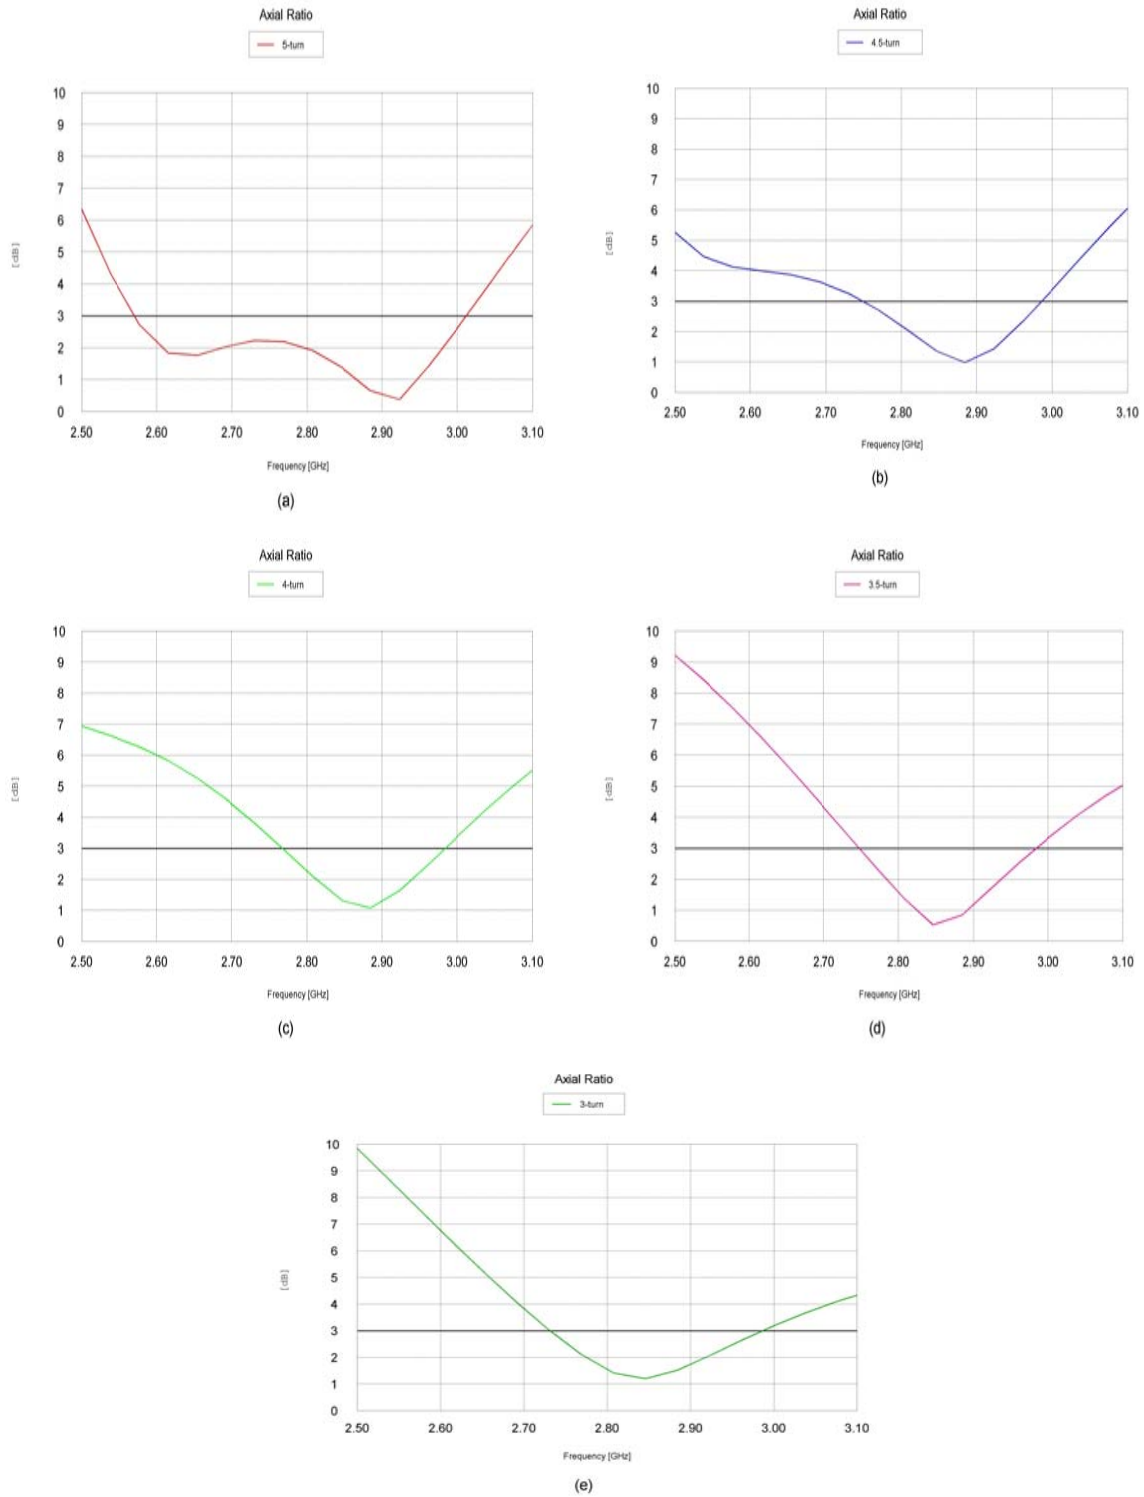 Axial Ratio
5-turn
10
9
8
7
6
5
4
3
2
1
0
[dB]
2.50 2.60 2.70 2.80 2.90 3.00 3.10
Frequency [GHz]
(a)
Axial Ratio
4.5-turn
10
9
8
7
6
5
4
3
2
1
0
[dB]
2.50 2.60 2.70 2.80 2.90 3.00 3.10
Frequency [GHz]
(b)
Axial Ratio
4-turn
10
9
8
7
6
5
4
3
2
1
0
[dB]
2.50 2.60 2.70 2.80 2.90 3.00 3.10
Frequency [GHz]
(c)
Axial Ratio
3.5-turn
10
9
8
7
6
5
4
3
2
1
0
[dB]
2.50 2.60 2.70 2.80 2.90 3.00 3.10
Frequency [GHz]
(d)
Axial Ratio
3-turn
10
9
8
7
6
5
4
3
2
1
0
[dB]
2.50 2.60 2.70 2.80 2.90 3.00 3.10
Frequency [GHz]
(e)